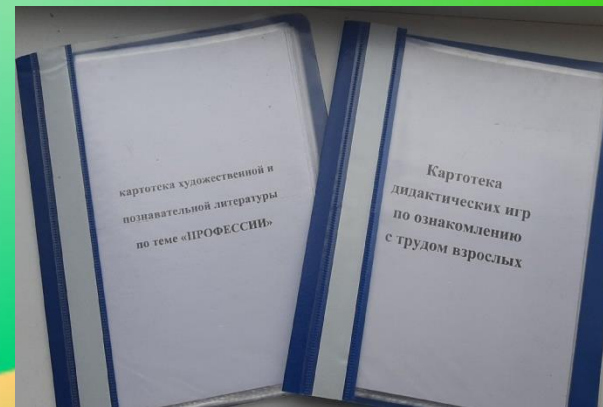 картотека художественной и
познавательной литературы
по теме «ПРОФЕССИИ»
Картотека
дидактических игр
по ознакомлению
с трудом взрослых